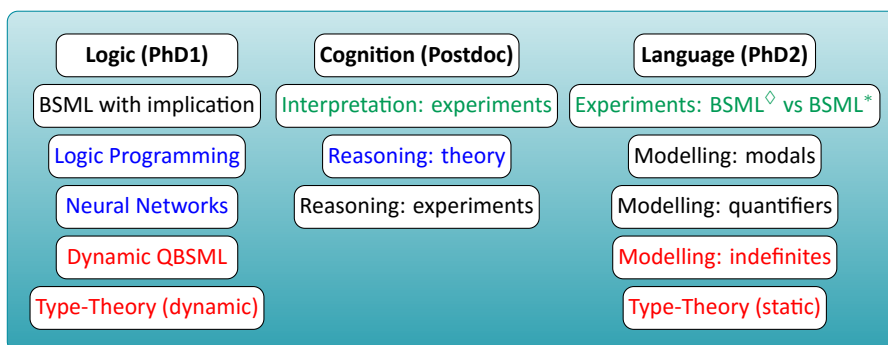 Logic (PhD1) Cognition (Postdoc) Language (PhD2)
BSML with implication Interpretation: experiments Experiments: BSML◊ vs BSML*
Logic Programming Reasoning: theory Modelling: modals
Neural Networks Reasoning: experiments Modelling: quantifiers
Dynamic QBSML Modelling: indefinites
Type-Theory (dynamic) Type-Theory (static)